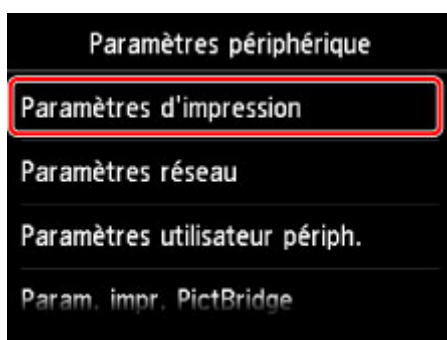 Paramètres périphérique
Paramètres d'impression
Paramètres réseau
Paramètres utilisateur périph.
Param. impr. PictBridge